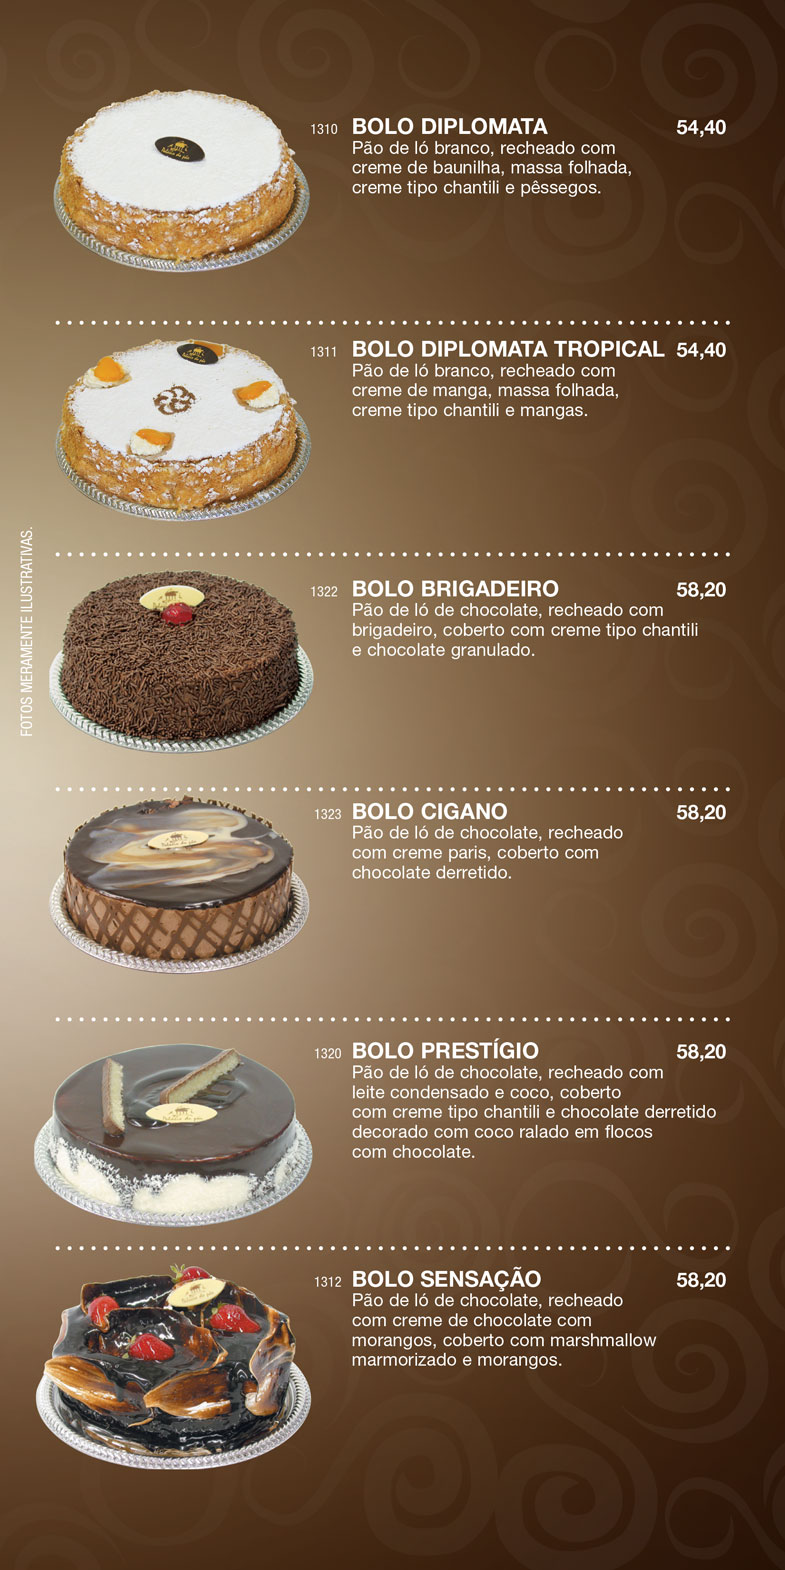 1310 BOLO DIPLOMATA 54,40
Pão de ló branco, recheado com
creme de baunilha, massa folhada,
creme tipo chantili e pêssegos.
1311 BOLO DIPLOMATA TROPICAL 54,40
Pão de ló branco, recheado com
creme de manga, massa folhada,
creme tipo chantili e mangas.
FOTOS MERAMENTE ILUSTRATIVAS.
1322 BOLO BRIGADEIRO 58,20
Pão de ló de chocolate, recheado com
brigadeiro, coberto com creme tipo chantili
e chocolate granulado.
1323 BOLO CIGANO 58,20
Pão de ló de chocolate, recheado
com creme paris, coberto com
chocolate derretido.
1320 BOLO PRESTÍGIO 58,20
Pão de ló de chocolate, recheado com
leite condensado e coco, coberto
com creme tipo chantili e chocolate derretido
decorado com coco ralado em flocos
com chocolate.
1312 BOLO SENSAÇÃO 58,20
Pão de ló de chocolate, recheado
com creme de chocolate com
morangos, coberto com marshmallow
marmorizado e morangos.